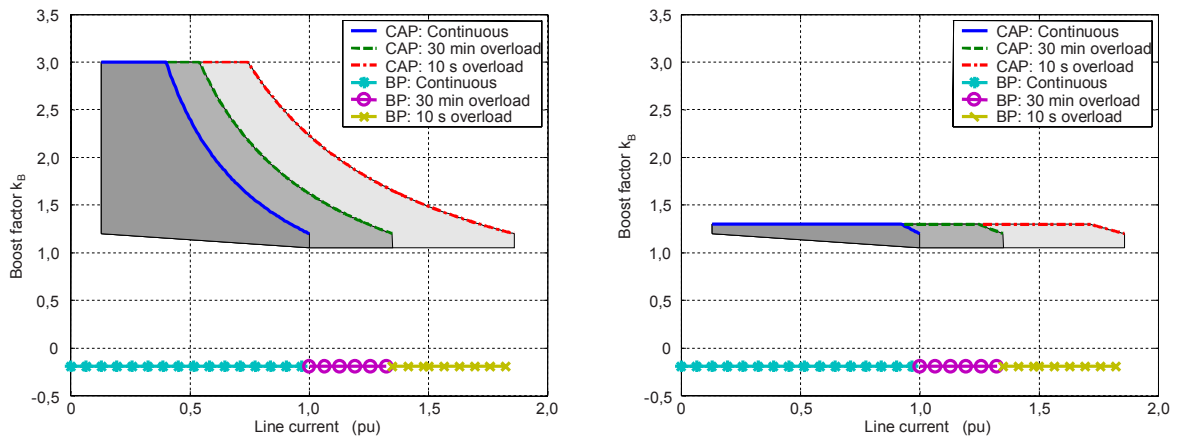 3,5
3,0
2,5
2,0
1,5
1,0
0,5
0
-0,5
Boost factor kB
CAP: Continuous
CAP: 30 min overload
CAP: 10 s overload
BP: Continuous
BP: 30 min overload
BP: 10 s overload
0
0,5
1,0
1,5
2,0
Line current (pu)
3,5
3,0
2,5
2,0
1,5
1,0
0,5
0
-0,5
Boost factor kB
CAP: Continuous
CAP: 30 min overload
CAP: 10 s overload
BP: Continuous
BP: 30 min overload
BP: 10 s overload
0
0,5
1,0
1,5
2,0
Line current (pu)